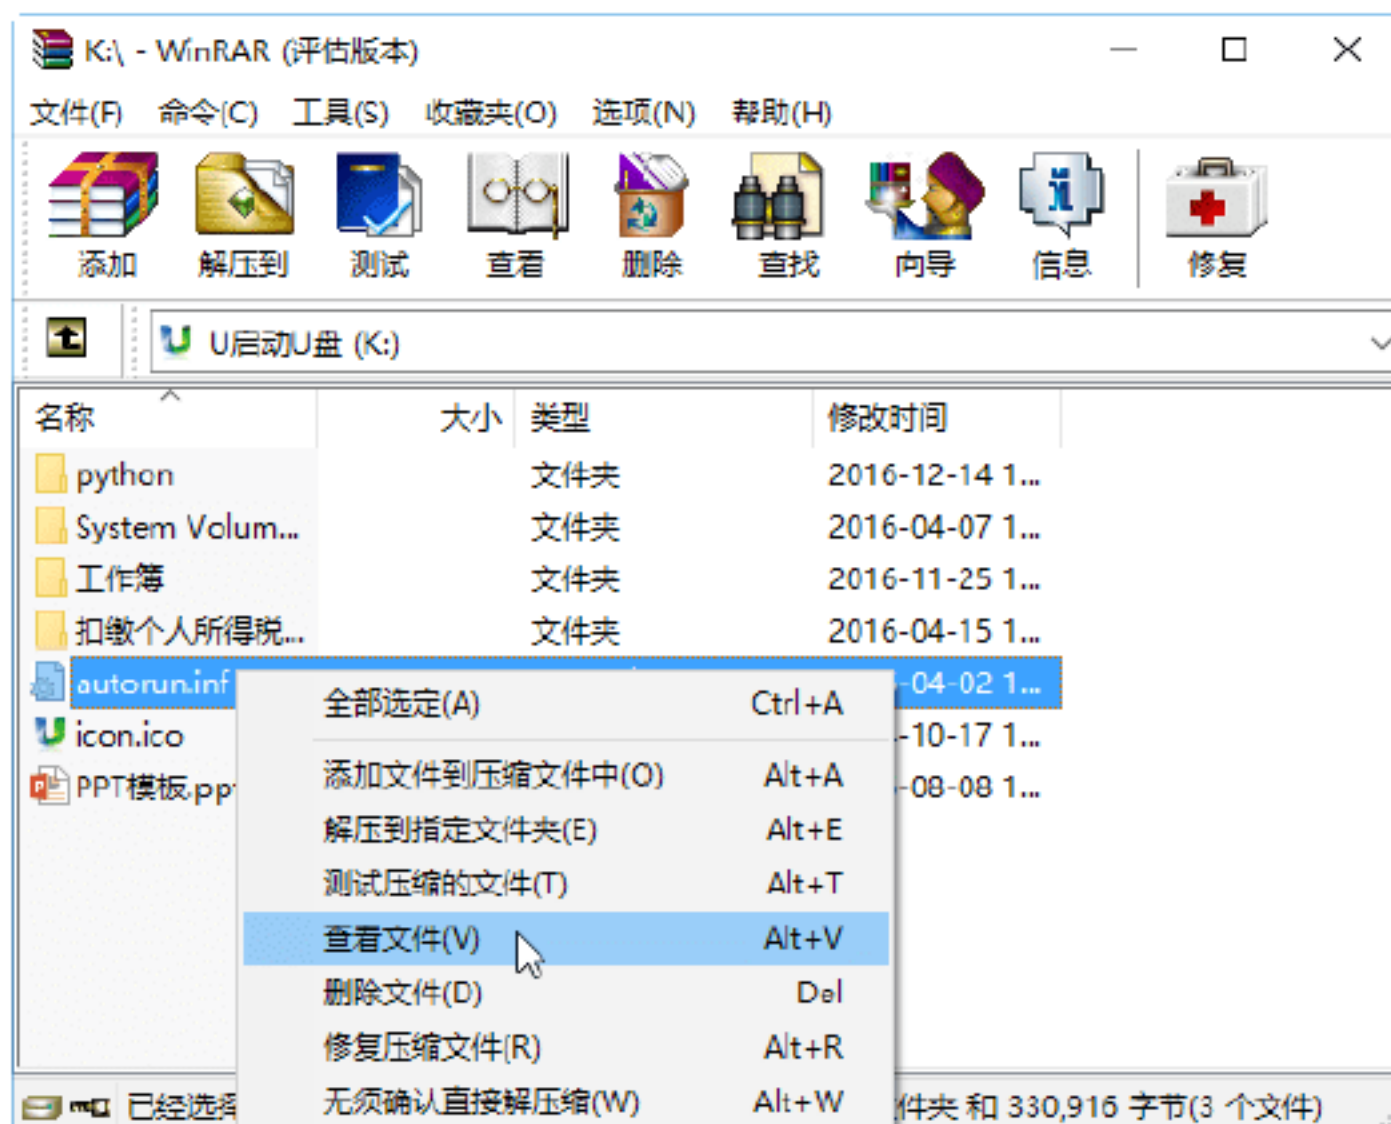 K:\ - WinRAR (评估版本)
文件(F) 命令(C) 工具(S) 收藏夹(O) 选项(N) 帮助(H)
添加 解压到 测试 查看 删除 查找 向导 信息 修复
U启动U盘 (K:)
名称 大小 类型 修改时间
python 文件夹 2016-12-14 1...
System Volum... 文件夹 2016-04-07 1...
工作簿 文件夹 2016-11-25 1...
扣缴个人所得税... 文件夹 2016-04-15 1...
autorun.inf -04-02 1...
icon.ico -10-17 1...
PPT模板.pp -08-08 1...
全部选定(A) Ctrl+A
添加文件到压缩文件中(O) Alt+A
解压到指定文件夹(E) Alt+E
测试压缩的文件(T) Alt+T
查看文件(V) Alt+V
删除文件(D) Del
修复压缩文件(R) Alt+R
无须确认直接解压缩(W) Alt+W
已经选择 件夹 和 330,916 字节(3 个文件)